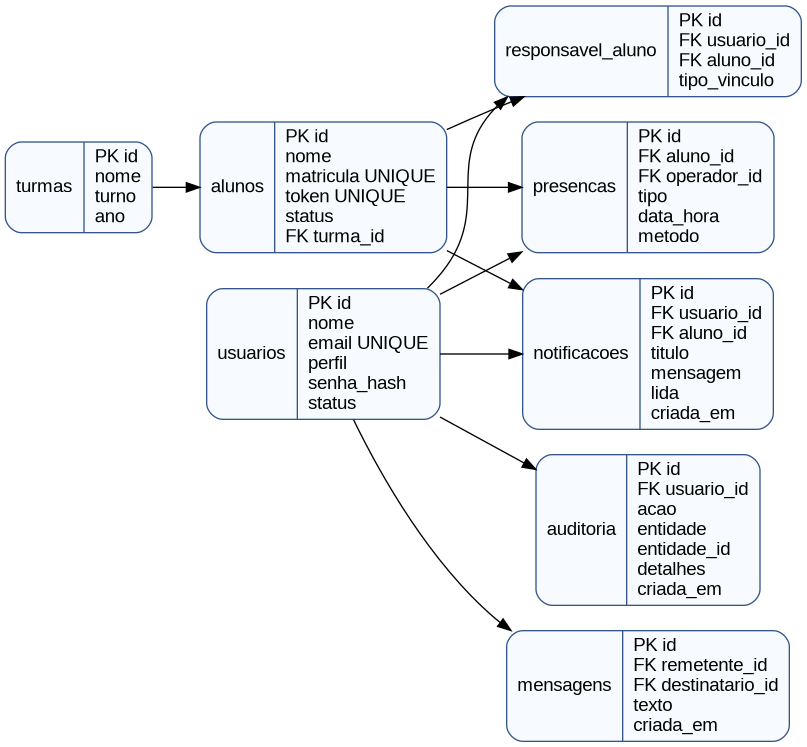 turmas
PK id
nome
turno
ano
alunos
PK id
nome
matricula UNIQUE
token UNIQUE
status
FK turma_id
usuarios
PK id
nome
email UNIQUE
perfil
senha_hash
status
responsavel_aluno
PK id
FK usuario_id
FK aluno_id
tipo_vinculo
presencas
PK id
FK aluno_id
FK operador_id
tipo
data_hora
metodo
notificacoes
PK id
FK usuario_id
FK aluno_id
titulo
mensagem
lida
criada_em
auditoria
PK id
FK usuario_id
acao
entidade
entidade_id
detalhes
criada_em
mensagens
PK id
FK remetente_id
FK destinatario_id
texto
criada_em